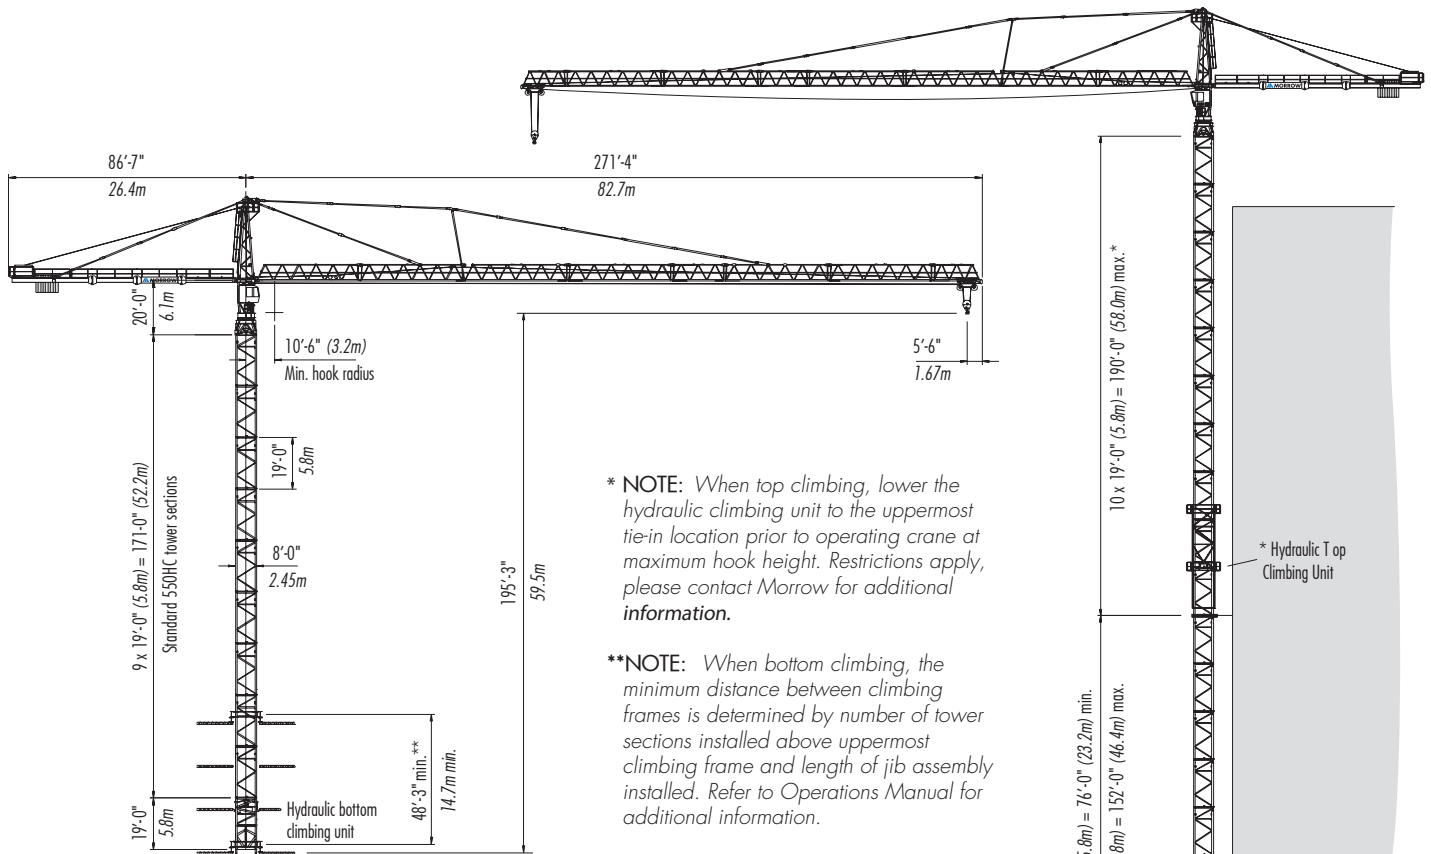 MORROW
86'-7"
26.4m
271'-4"
82.7m
MORROW
20'-0"
6.1m
10'-6" (3.2m)
Min. hook radius
5'-6"
1.67m
9 x 19'-0" (5.8m) = 171-0" (52.2m)
Standard 550HC tower sections
19'-0"
5.8m
8'-0"
2.45m
195'-3"
59.5m
48'-3" min.**
14.7m min.
19'-0"
5.8m
Hydraulic bottom
climbing unit
* NOTE: When top climbing, lower the
hydraulic climbing unit to the uppermost
tie-in location prior to operating crane at
maximum hook height. Restrictions apply,
please contact Morrow for additional
information.
**NOTE: When bottom climbing, the
minimum distance between climbing
frames is determined by number of tower
sections installed above uppermost
climbing frame and length of jib assembly
installed. Refer to Operations Manual for
additional information.
10 x 19'-0" (5.8m) = 190'-0" (58.0m) max.*
* Hydraulic T op
Climbing Unit
5.8m) = 76'-0" (23.2m) min.
8m) = 152'-0" (46.4m) max.